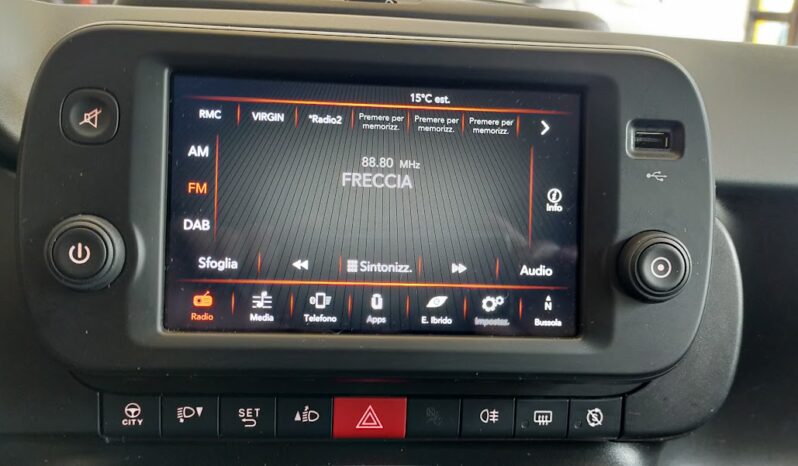 15°C est.
RMC VIRGIN *Radio2 Premere per memorizz. Premere per memorizz. Premere per memorizz.
AM
88.80 MHz
FM FRECCIA
Info
DAB
Sfoglia Sintonizz. Audio
Radio Media Telefono Apps E. Ibrido Impostaz. N Bussola
CITY SET